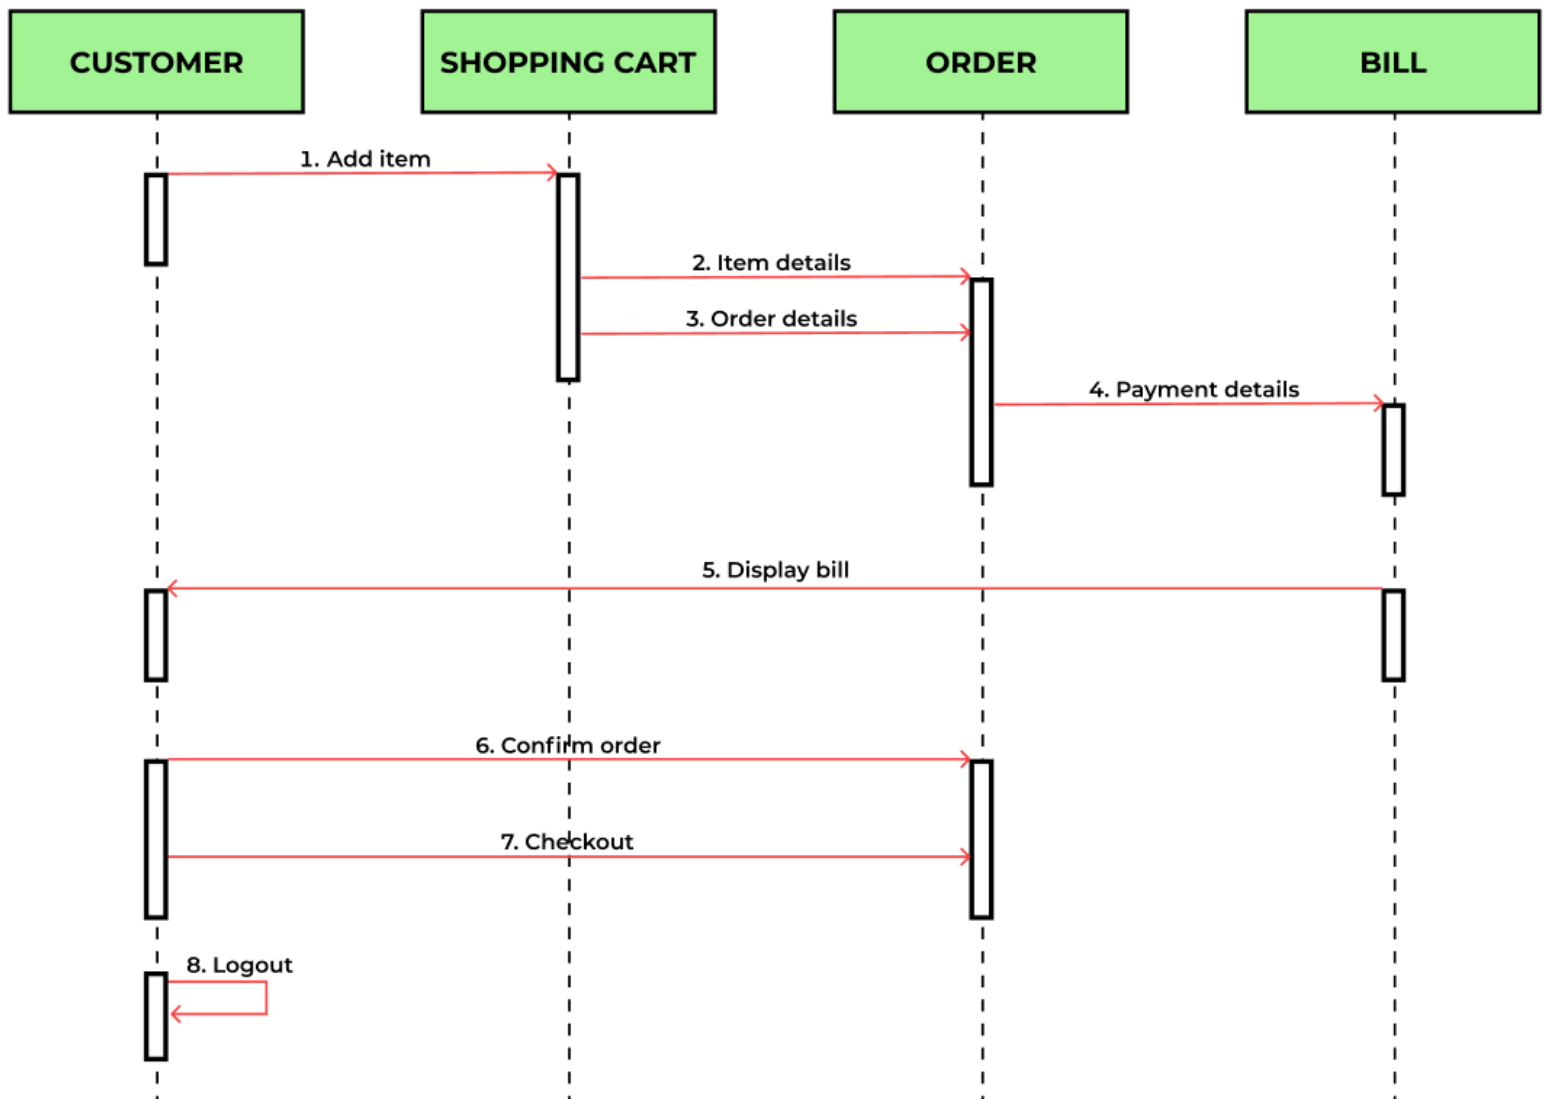 CUSTOMER
SHOPPING CART
ORDER
BILL
1. Add item
2. Item details
3. Order details
4. Payment details
5. Display bill
6. Confirm order
7. Checkout
8. Logout